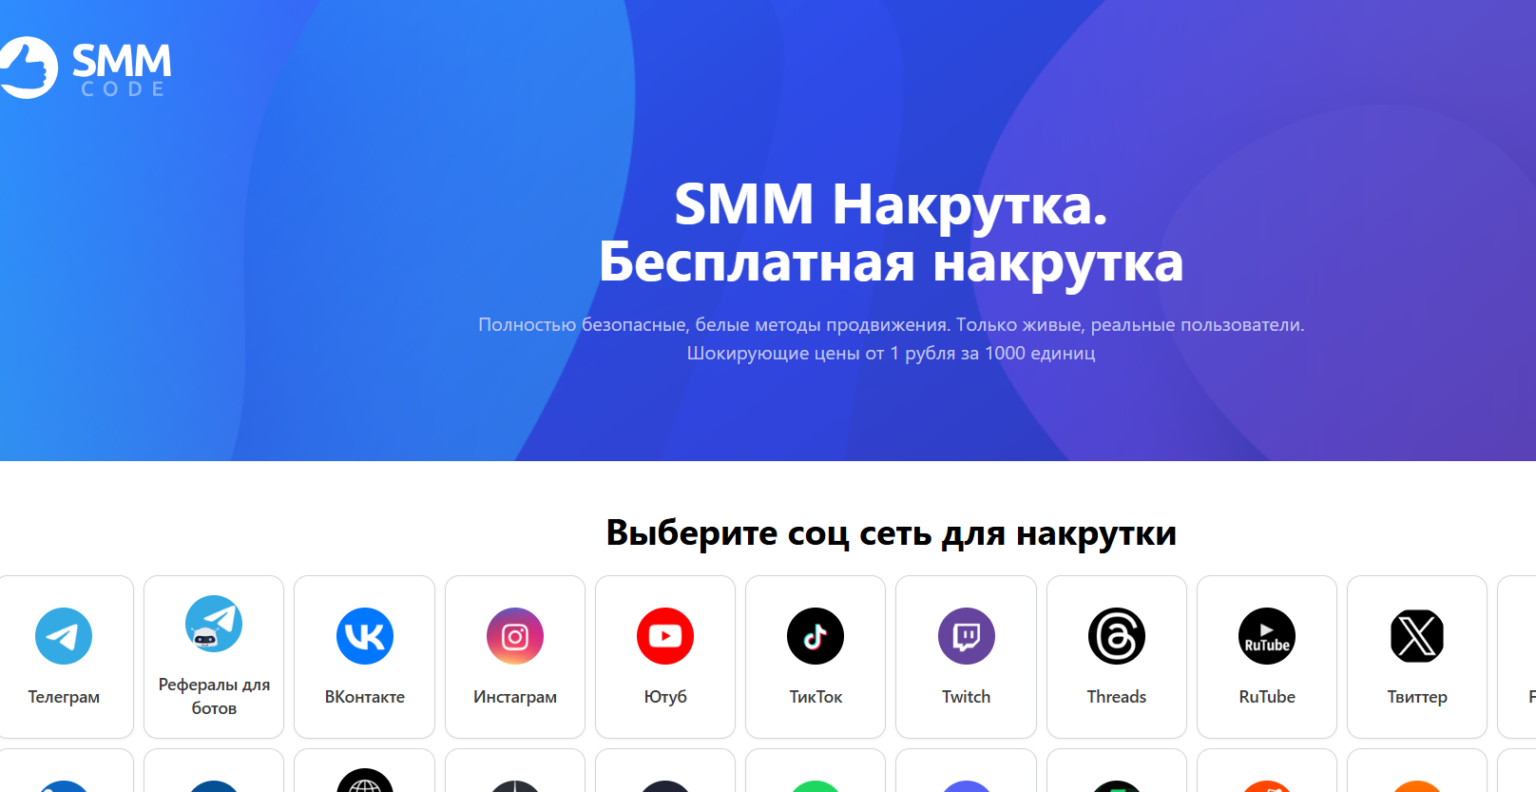 SMM
CODE
SMM Накрутка.
Бесплатная накрутка
Полностью безопасные, белые методы продвижения. Только живые, реальные пользователи.
Шокирующие цены от 1 рубля за 1000 единиц
Выберите соц сеть для накрутки
RuTube
Телеграм
Рефералы для
ботов
ВКонтакте
Инстаграм
Ютуб
ТикТок
Twitch
Threads
RuTube
Твиттер